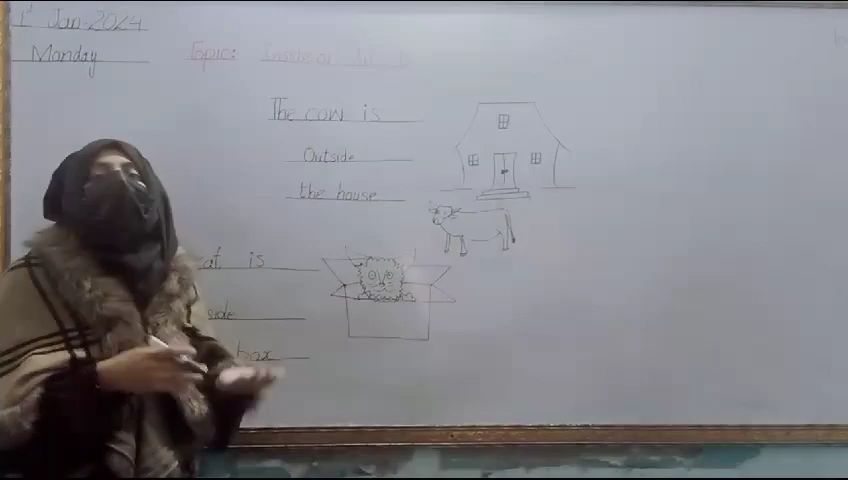 1st Jan-2024
Monday
Topic:
The cow is
Outside
the house
at is
side
box